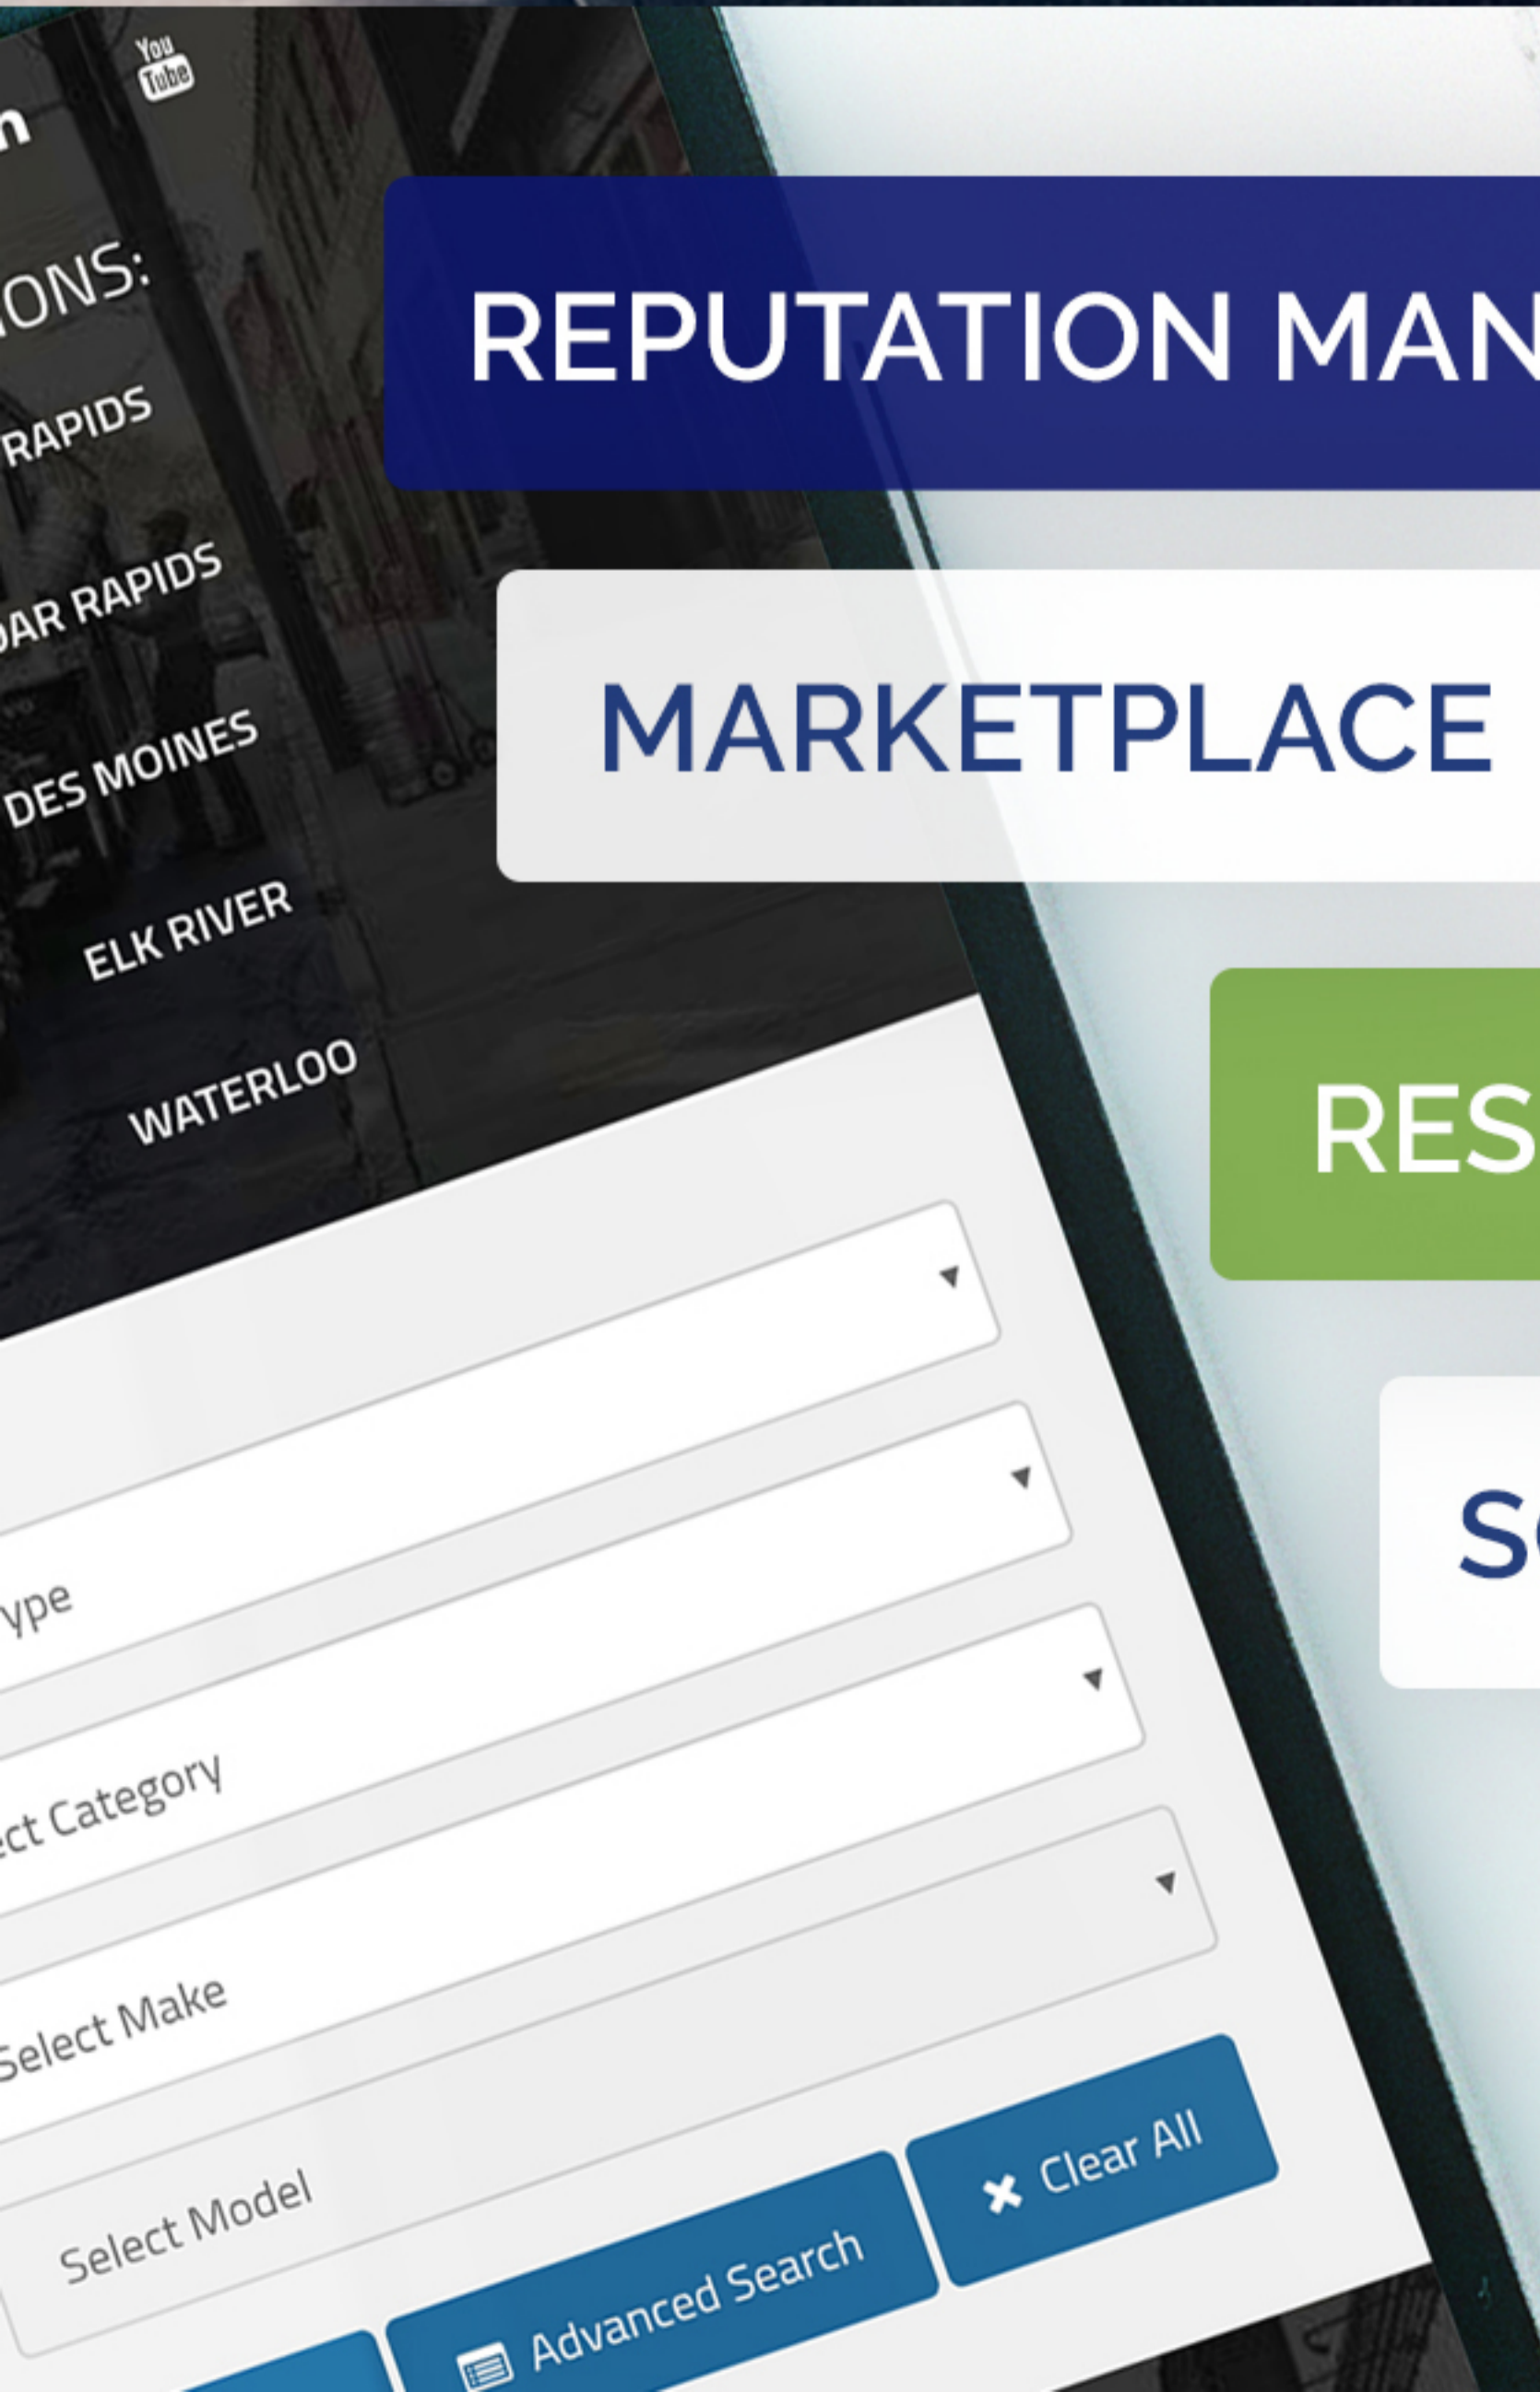 You
Tube
IONS:
RAPIDS
DAR RAPIDS
DES MOINES
ELK RIVER
WATERLOO
ype
ect Category
Select Make
Select Model
Advanced Search
Clear All
REPUTATION MAN
MARKETPLACE
RES